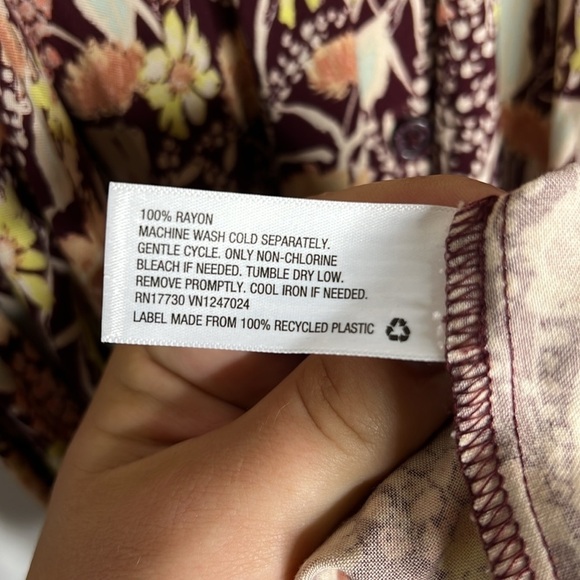 100% RAYON
MACHINE WASH COLD SEPARATELY.
GENTLE CYCLE. ONLY NON-CHLORINE
BLEACH IF NEEDED. TUMBLE DRY LOW.
REMOVE PROMPTLY. COOL IRON IF NEEDED.
RN17730 VN1247024
LABEL MADE FROM 100% RECYCLED PLASTIC